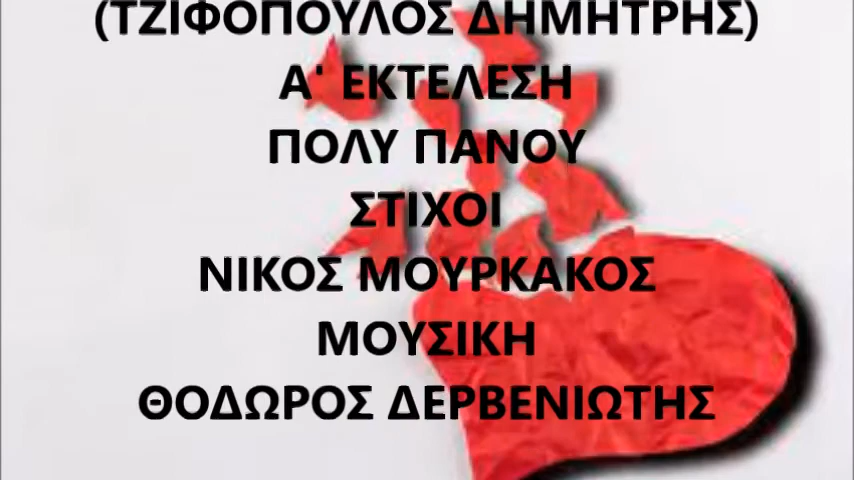 (ΤΖΙΦΟΠΟΥΛΟΣ ΔΗΜΗΤΡΗΣ)
Α' ΕΚΤΕΛΕΣΗ
ΠΟΛΥ ΠΑΝΟΥ
ΣΤΙΧΟΙ
ΝΙΚΟΣ ΜΟΥΡΚΑΚΟΣ
ΜΟΥΣΙΚΗ
ΘΟΔΩΡΟΣ ΔΕΡΒΕΝΙΩΤΗΣ